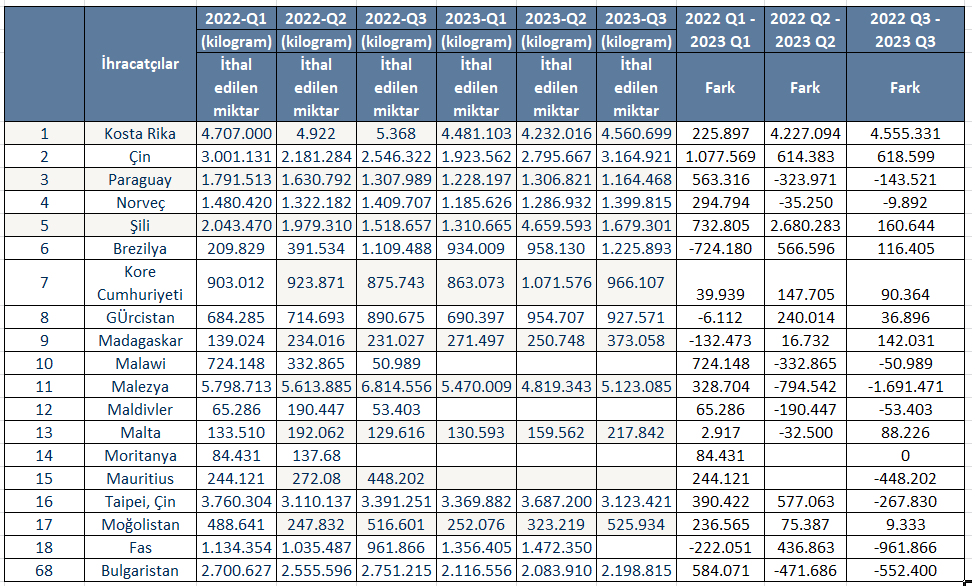 İhracatçılar 2022-Q1 2022-Q2 2022-Q3 2023-Q1 2023-Q2 2023-Q3 2022 Q1 - 2023 Q1 2022 Q2 - 2023 Q2 2022 Q3 - 2023 Q3
(kilogram) (kilogram) (kilogram) (kilogram) (kilogram) (kilogram)
İthal edilen miktar İthal edilen miktar İthal edilen miktar İthal edilen miktar İthal edilen miktar İthal edilen miktar Fark Fark Fark
1 Kosta Rika 4.707.000 4.922 5.368 4.481.103 4.232.016 4.560.699 225.897 4.227.094 4.555.331
2 Çin 3.001.131 2.181.284 2.546.322 1.923.562 2.795.667 3.164.921 1.077.569 614.383 618.599
3 Paraguay 1.791.513 1.630.792 1.307.989 1.228.197 1.306.821 1.164.468 563.316 -323.971 -143.521
4 Norveç 1.480.420 1.322.182 1.409.707 1.185.626 1.286.932 1.399.815 294.794 -35.250 -9.892
5 Şili 2.043.470 1.979.310 1.518.657 1.310.665 4.659.593 1.679.301 732.805 2.680.283 160.644
6 Brezilya 209.829 391.534 1.109.488 934.009 958.130 1.225.893 -724.180 566.596 116.405
7 Kore Cumhuriyeti 903.012 923.871 875.743 863.073 1.071.576 966.107 39.939 147.705 90.364
8 GÜrcistan 684.285 714.693 890.675 690.397 954.707 927.571 -6.112 240.014 36.896
9 Madagaskar 139.024 234.016 231.027 271.497 250.748 373.058 -132.473 16.732 142.031
10 Malawi 724.148 332.865 50.989 724.148 -332.865 -50.989
11 Malezya 5.798.713 5.613.885 6.814.556 5.470.009 4.819.343 5.123.085 328.704 -794.542 -1.691.471
12 Maldivler 65.286 190.447 53.403 65.286 -190.447 -53.403
13 Malta 133.510 192.062 129.616 130.593 159.562 217.842 2.917 -32.500 88.226
14 Moritanya 84.431 137.68 84.431 0
15 Mauritius 244.121 272.08 448.202 244.121 -448.202
16 Taipei, Çin 3.760.304 3.110.137 3.391.251 3.369.882 3.687.200 3.123.421 390.422 577.063 -267.830
17 Moğolistan 488.641 247.832 516.601 252.076 323.219 525.934 236.565 75.387 9.333
18 Fas 1.134.354 1.035.487 961.866 1.356.405 1.472.350 -222.051 436.863 -961.866
68 Bulgaristan 2.700.627 2.555.596 2.751.215 2.116.556 2.083.910 2.198.815 584.071 -471.686 -552.400